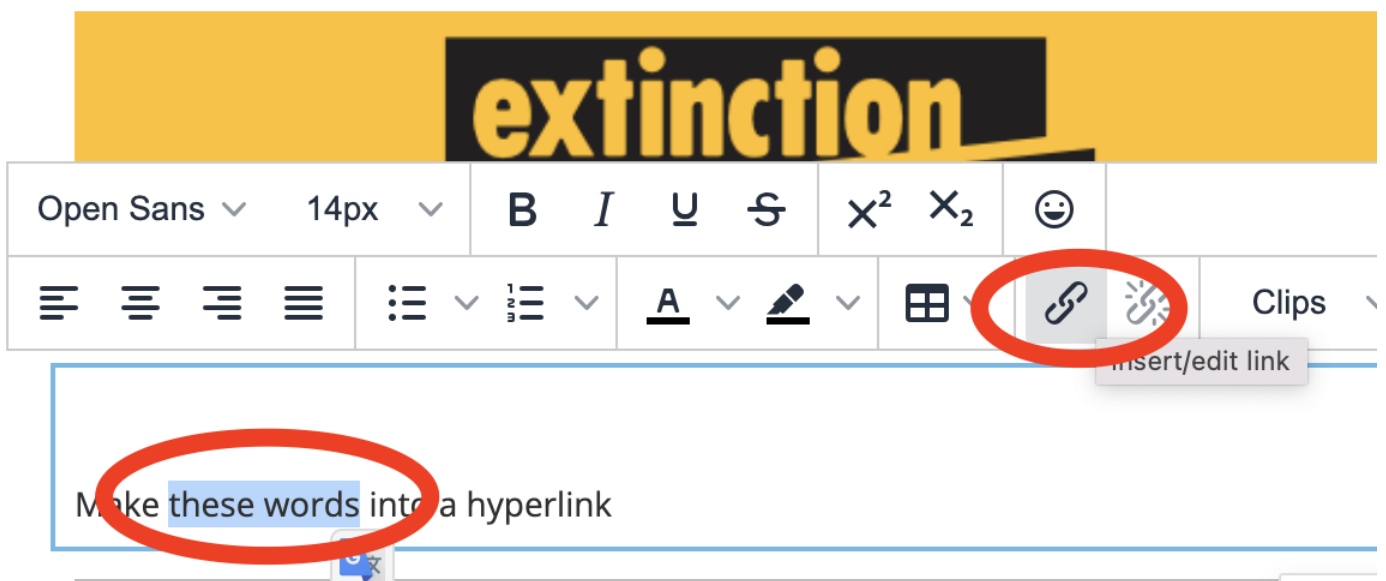 extinction
Open Sans 14px B I U S X² X₂
A Clips
Insert/edit link
Make these words into a hyperlink